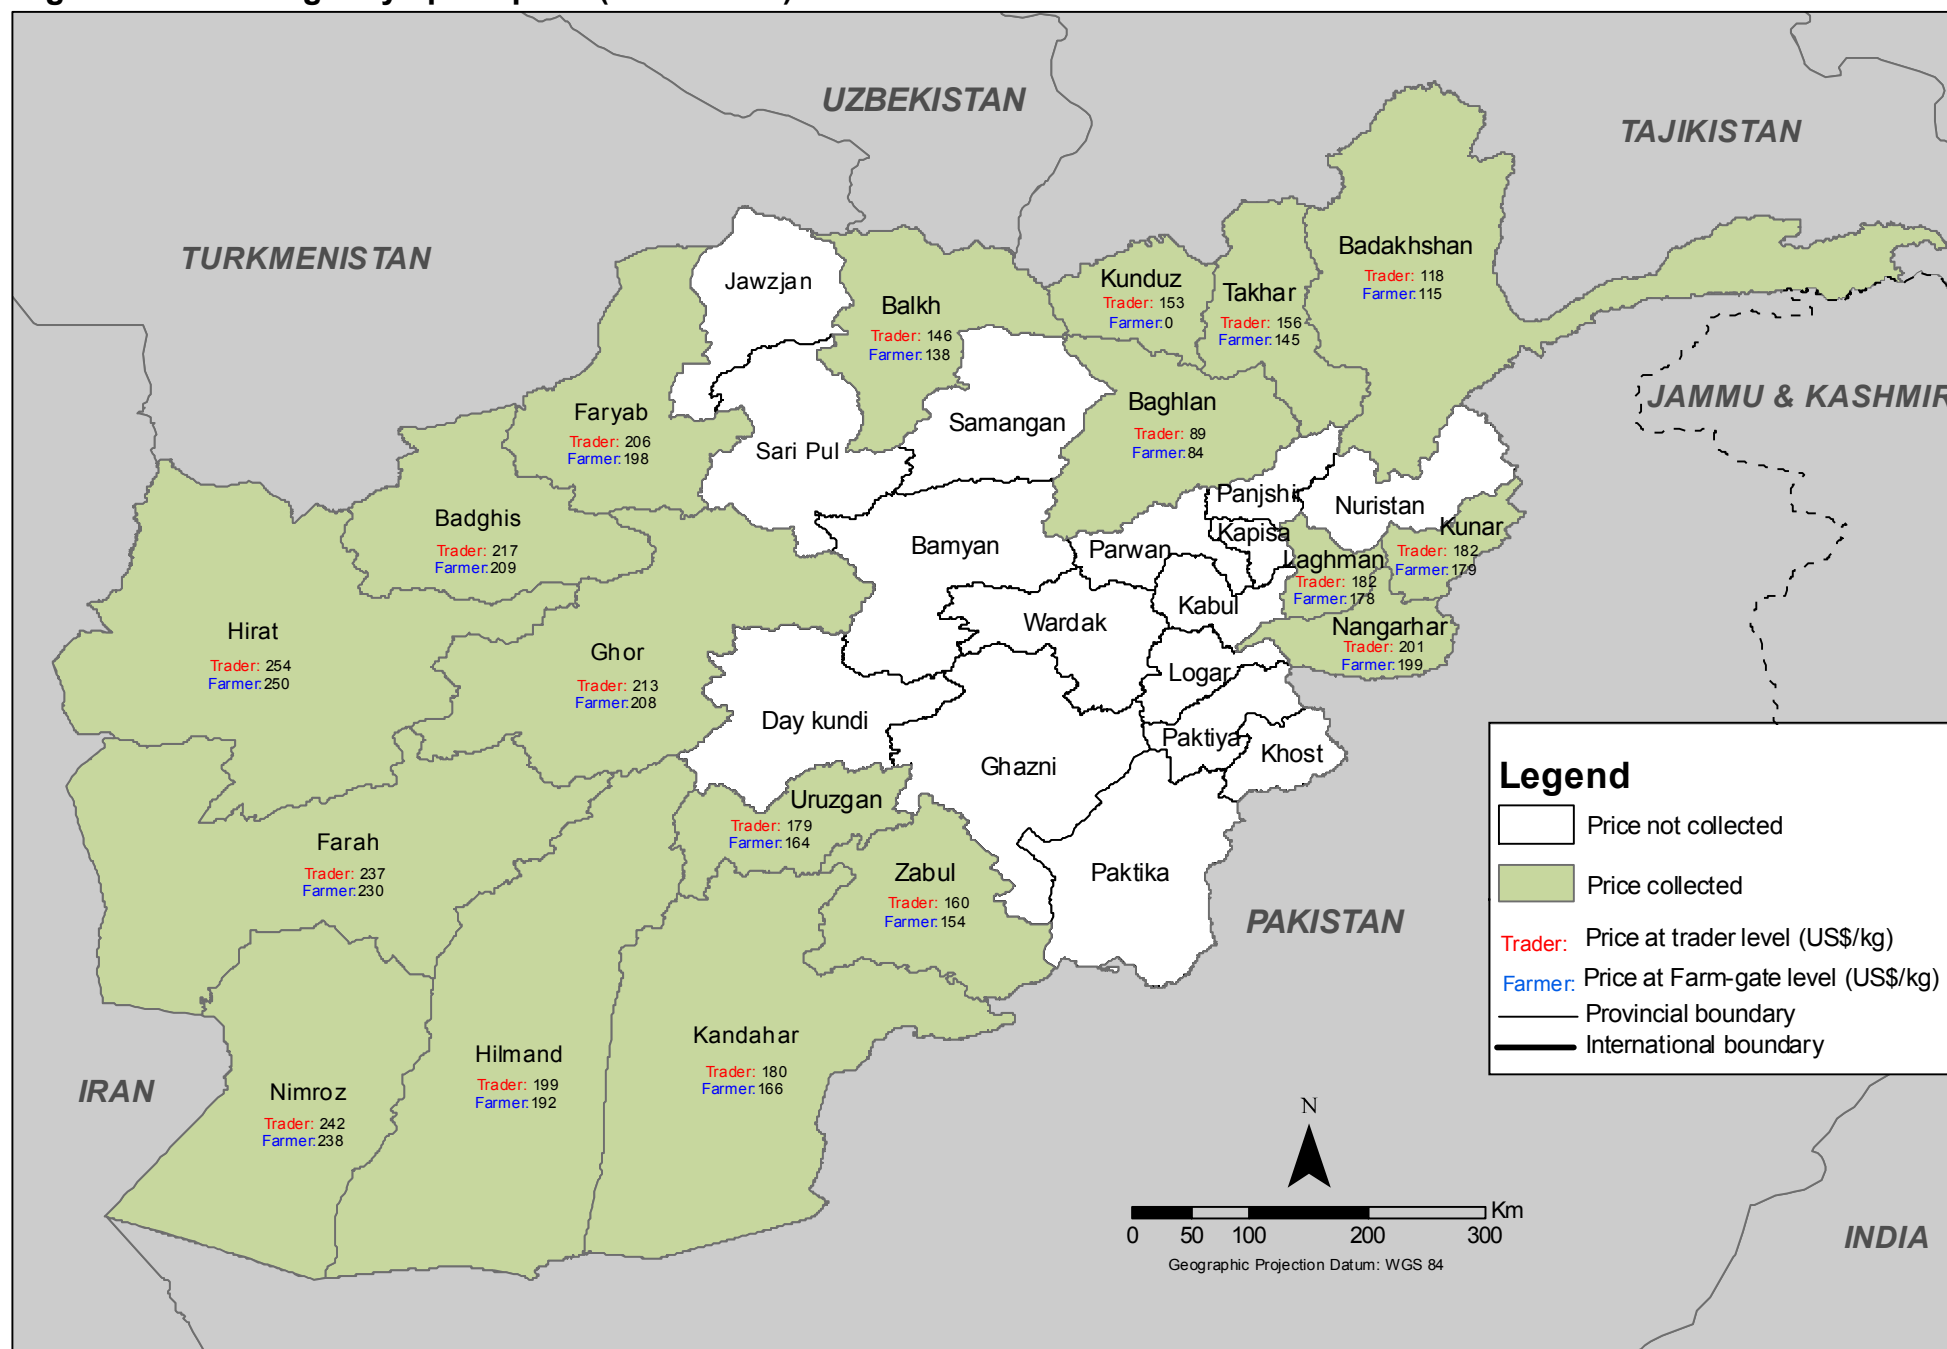 UZBEKISTAN
TAJIKISTAN
TURKMENISTAN
JAMMU & KASHMIR
PAKISTAN
IRAN
INDIA
Jawzjan
Balkh
Trader: 146
Farmer:138
Kunduz
Trader: 153
Farmer:0
Takhar
Trader: 156
Farmer:145
Badakhshan
Trader: 118
Farmer:115
Faryab
Trader: 206
Farmer:198
Sari Pul
Samangan
Baghlan
Trader: 89
Farmer:84
Badghis
Trader: 217
Farmer:209
Bamyan
Panjshir
Nuristan
Kapisa
Parwan
Kunar
Trader: 182
Farmer:179
Laghman
Trader: 182
Farmer:178
Kabul
Wardak
Nangarhar
Trader: 201
Farmer:199
Hirat
Trader: 254
Farmer:250
Ghor
Trader: 213
Farmer:208
Logar
Day kundi
Paktiya
Khost
Ghazni
Uruzgan
Trader: 179
Farmer:164
Farah
Trader: 237
Farmer:230
Zabul
Trader: 160
Farmer:154
Paktika
Kandahar
Trader: 180
Farmer:166
Hilmand
Trader: 199
Farmer:192
Nimroz
Trader: 242
Farmer:238
Legend
Price not collected
Price collected
Trader: Price at trader level (US$/kg)
Farmer: Price at Farm-gate level (US$/kg)
Provincial boundary
International boundary
N
Km
0 50 100 200 300
Geographic Projection Datum: WGS 84